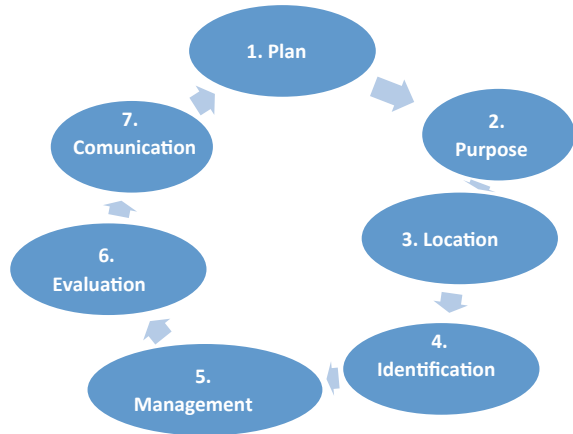 1. Plan
2.
Purpose
3. Location
4.
Identification
5.
Management
6.
Evaluation
7.
Comunication